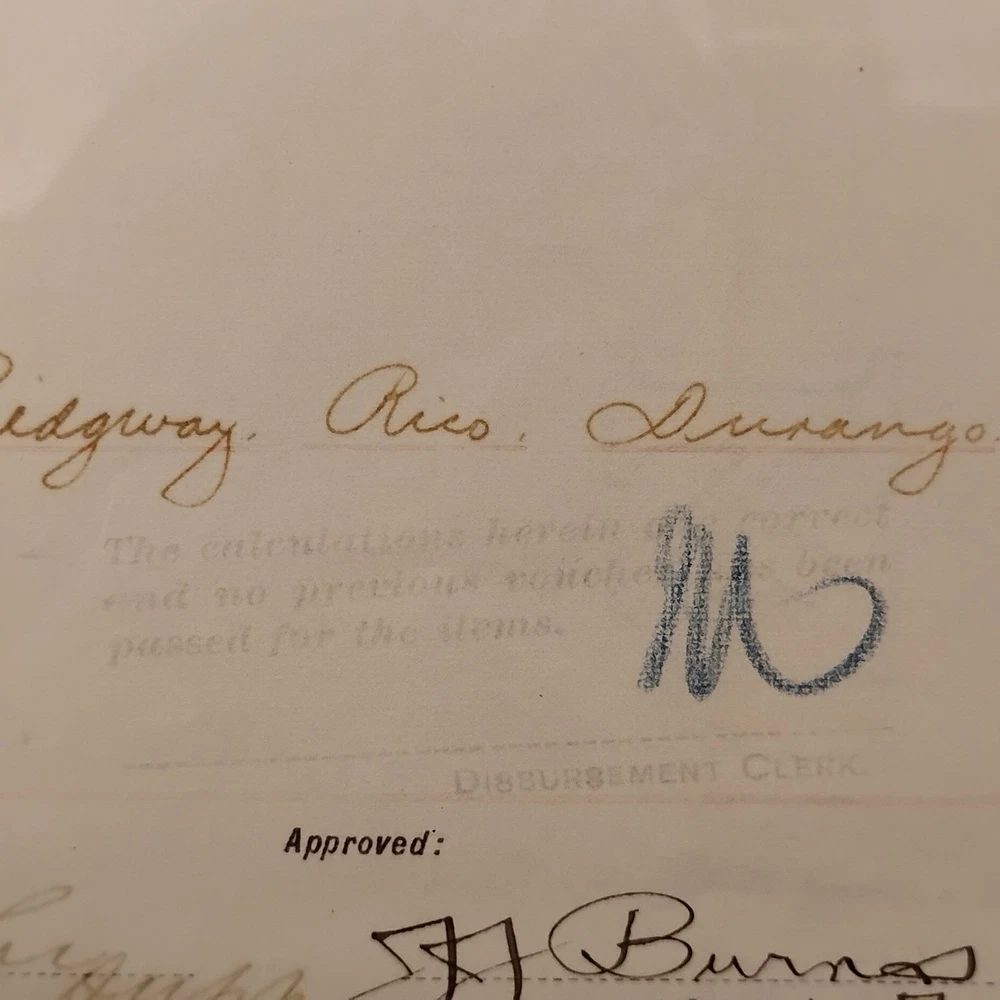 Ridgway. Rico. Durango.
The calculations herein are correct
and no previous voucher has been
passed for the items.
M
DISBURSEMENT CLERK.
Approved:
Burns